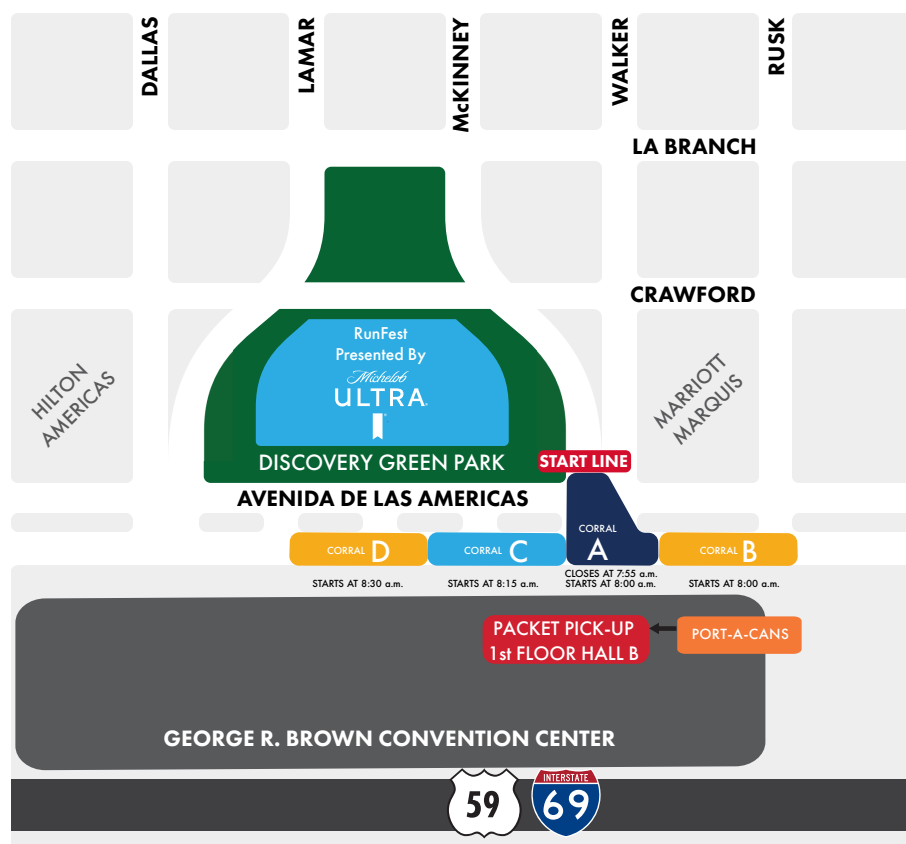 DALLAS
LAMAR
McKINNEY
WALKER
RUSK
LA BRANCH
CRAWFORD
RunFest
Presented By
Michelob
ULTRA
HILTON
AMERICAS
MARRIOTT
MARQUIS
DISCOVERY GREEN PARK
START LINE
AVENIDA DE LAS AMERICAS
CORRAL D
CORRAL C
CORRAL
A
CORRAL B
STARTS AT 8:30 a.m.
STARTS AT 8:15 a.m.
CLOSES AT 7:55 a.m.
STARTS AT 8:00 a.m.
STARTS AT 8:00 a.m.
PACKET PICK-UP
1st FLOOR HALL B
PORT-A-CANS
GEORGE R. BROWN CONVENTION CENTER
59
INTERSTATE
69